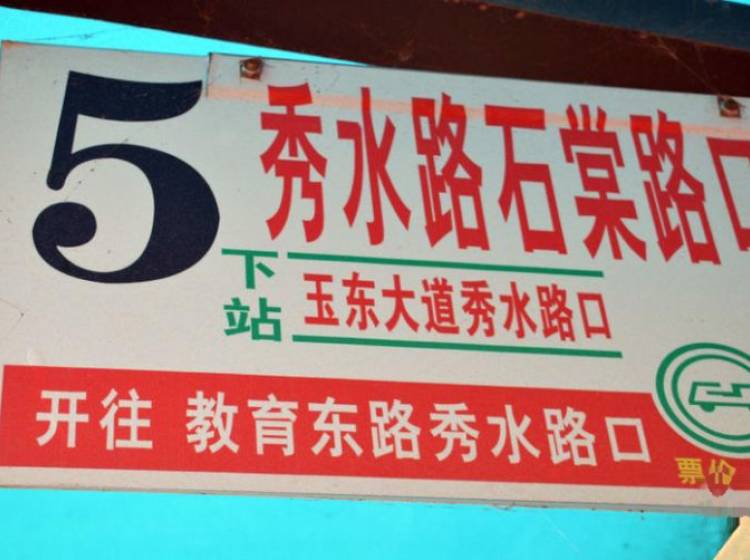 5
秀水路石棠路口
下站
玉东大道秀水路口
开往 教育东路秀水路口
票价